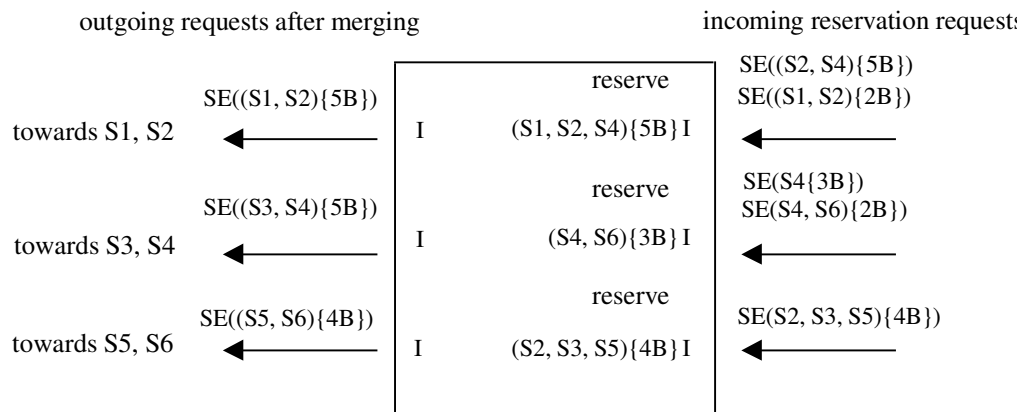 outgoing requests after merging
incoming reservation requests
SE((S2, S4){5B})
reserve
SE((S1, S2){5B})
SE((S1, S2){2B})
towards S1, S2
I
(S1, S2, S4){5B} I
reserve
SE(S4{3B})
SE((S3, S4){5B})
SE(S4, S6){2B})
towards S3, S4
I
(S4, S6){3B} I
reserve
SE((S5, S6){4B})
SE(S2, S3, S5){4B})
towards S5, S6
I
(S2, S3, S5){4B} I